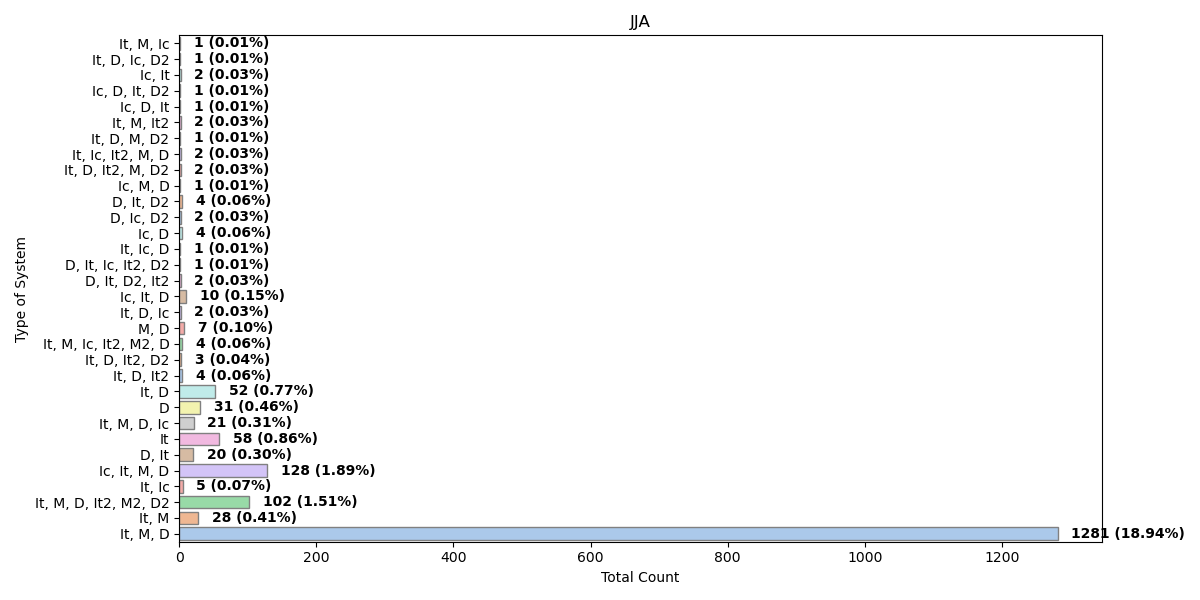 JJA
It, M, Ic 1 (0.01%)
It, D, Ic, D2 1 (0.01%)
Ic, It 2 (0.03%)
Ic, D, It, D2 1 (0.01%)
Ic, D, It 1 (0.01%)
It, M, It2 2 (0.03%)
It, D, M, D2 1 (0.01%)
It, Ic, It2, M, D 2 (0.03%)
It, D, It2, M, D2 2 (0.03%)
Ic, M, D 1 (0.01%)
D, It, D2 4 (0.06%)
D, Ic, D2 2 (0.03%)
Ic, D 4 (0.06%)
It, Ic, D 1 (0.01%)
D, It, Ic, It2, D2 1 (0.01%)
D, It, D2, It2 2 (0.03%)
Ic, It, D 10 (0.15%)
It, D, Ic 2 (0.03%)
M, D 7 (0.10%)
It, M, Ic, It2, M2, D 4 (0.06%)
It, D, It2, D2 3 (0.04%)
It, D, It2 4 (0.06%)
It, D 52 (0.77%)
D 31 (0.46%)
It, M, D, Ic 21 (0.31%)
It 58 (0.86%)
D, It 20 (0.30%)
Ic, It, M, D 128 (1.89%)
It, Ic 5 (0.07%)
It, M, D, It2, M2, D2 102 (1.51%)
It, M 28 (0.41%)
It, M, D 1281 (18.94%)
0 200 400 600 800 1000 1200
Total Count
Type of System